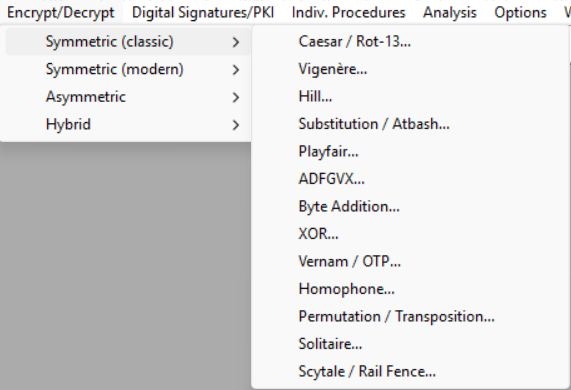 Encrypt/Decrypt Digital Signatures/PKI Indiv. Procedures Analysis Options
Symmetric (classic)
Symmetric (modern)
Asymmetric
Hybrid
Caesar / Rot-13...
Vigenère...
Hill...
Substitution / Atbash...
Playfair...
ADFGVX...
Byte Addition...
XOR...
Vernam / OTP...
Homophone...
Permutation / Transposition...
Solitaire...
Scytale / Rail Fence...